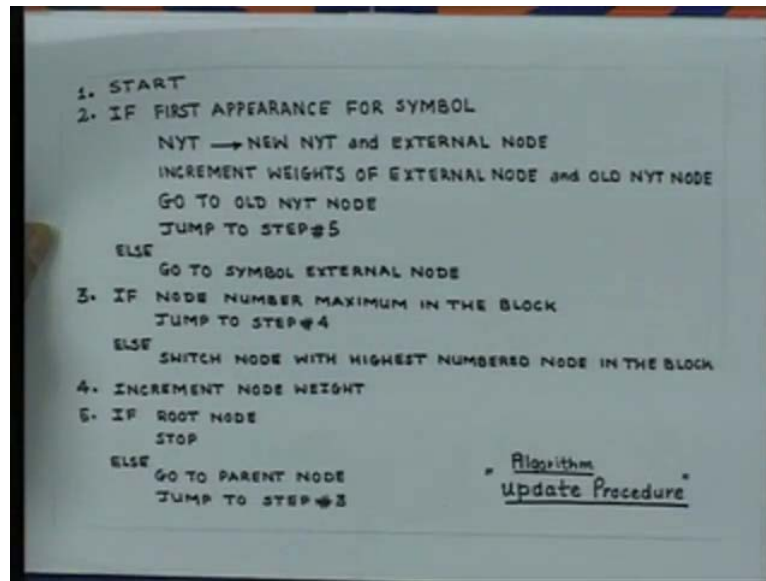 1. START
2. IF FIRST APPEARANCE FOR SYMBOL
NYT → NEW NYT and EXTERNAL NODE
INCREMENT WEIGHTS OF EXTERNAL NODE and OLD NYT NODE
GO TO OLD NYT NODE
JUMP TO STEP#5
ELSE
GO TO SYMBOL EXTERNAL NODE
3. IF NODE NUMBER MAXIMUM IN THE BLOCK
JUMP TO STEP#4
ELSE
SWITCH NODE WITH HIGHEST NUMBERED NODE IN THE BLOCK
4. INCREMENT NODE WEIGHT
5. IF ROOT NODE
STOP
ELSE
GO TO PARENT NODE
JUMP TO STEP#3
"Algorithm
Update Procedure"